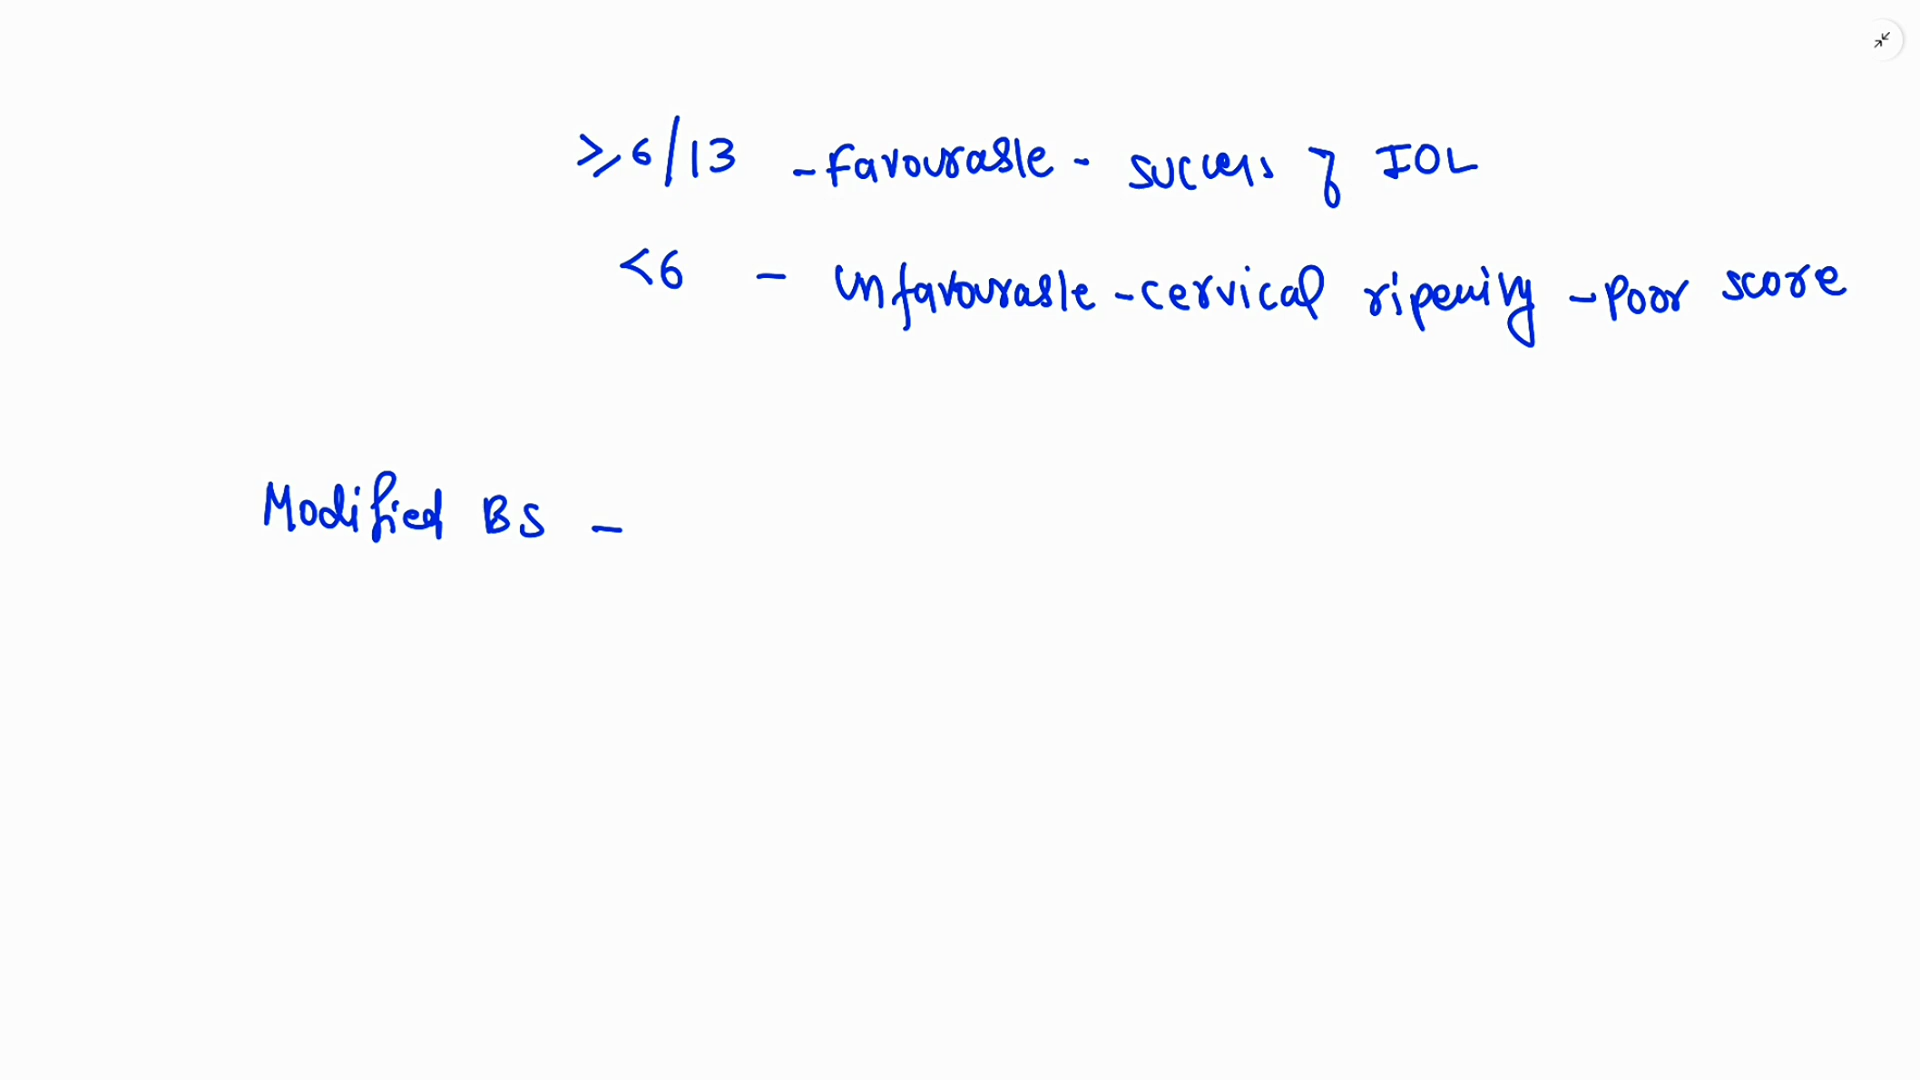 ≥6/13 - Favourable - success of IOL
<6 - unfavourable - cervical ripening - Poor score
Modified BS -